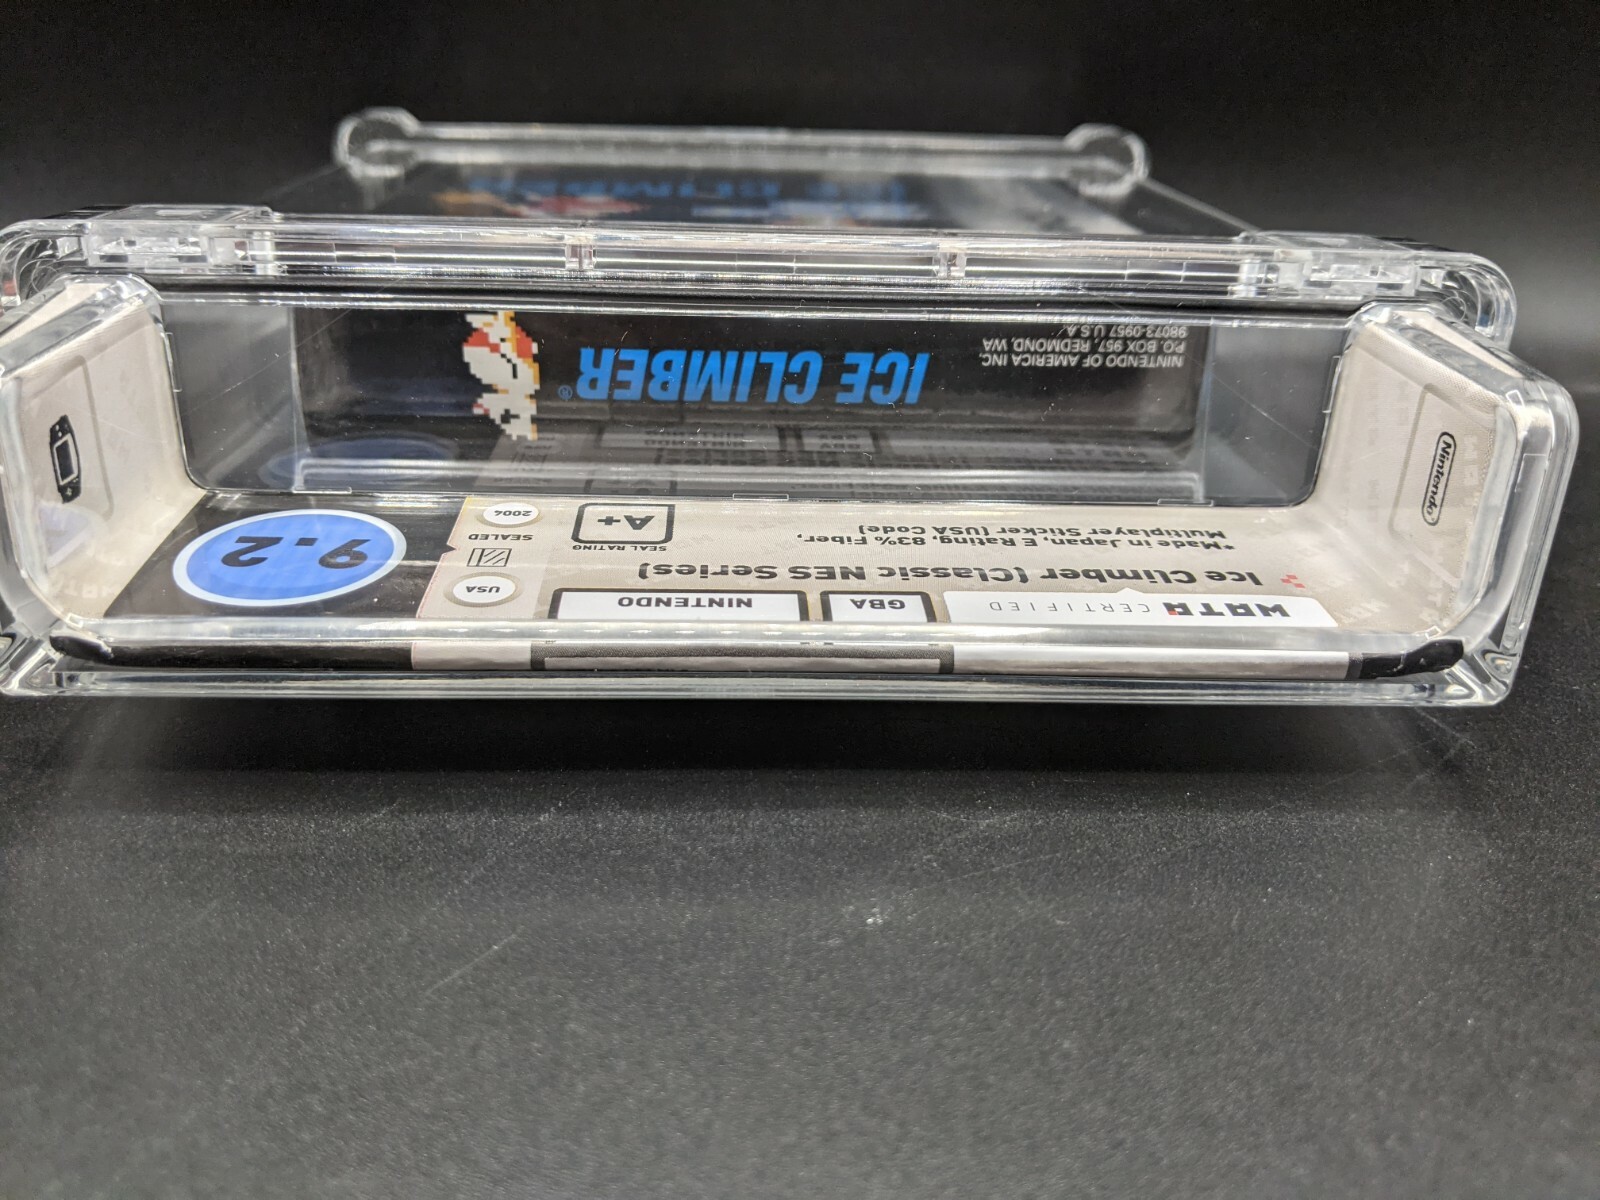 WATA CERTIFIED
GBA
NINTENDO
Ice Climber (Classic NES Series)
*Made in Japan, E Rating, 83% Fiber,
Multiplayer Sticker (USA Code)
SEAL RATING
A+
USA
SEALED
2004
9.2
Nintendo
NINTENDO OF AMERICA INC.
P.O. BOX 957, REDMOND, WA
98073-0957 U.S.A.
ICE CLIMBER®
ICE CLIMBER